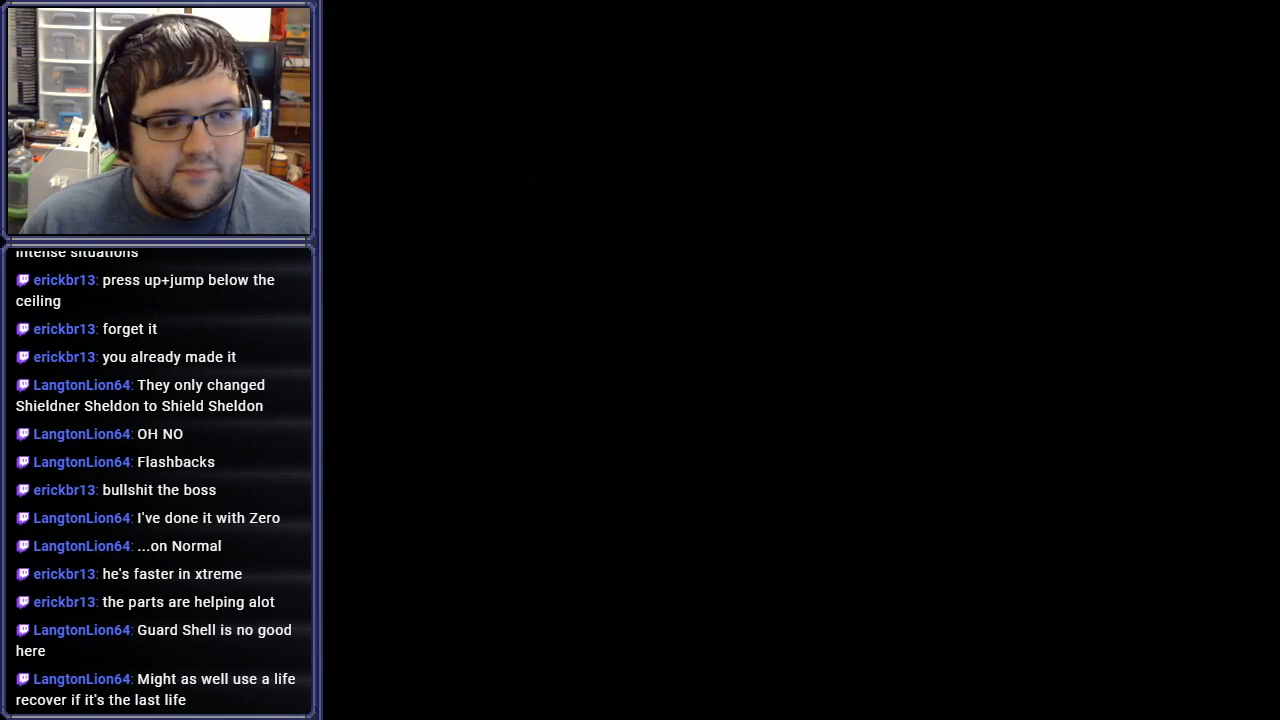 intense situations
erickbr13: press up+jump below the
ceiling
erickbr13: forget it
erickbr13: you already made it
LangtonLion64: They only changed
Shieldner Sheldon to Shield Sheldon
LangtonLion64: OH NO
LangtonLion64: Flashbacks
erickbr13: bullshit the boss
LangtonLion64: I've done it with Zero
LangtonLion64: ...on Normal
erickbr13: he's faster in xtreme
erickbr13: the parts are helping alot
LangtonLion64: Guard Shell is no good
here
LangtonLion64: Might as well use a life
recover if it's the last life